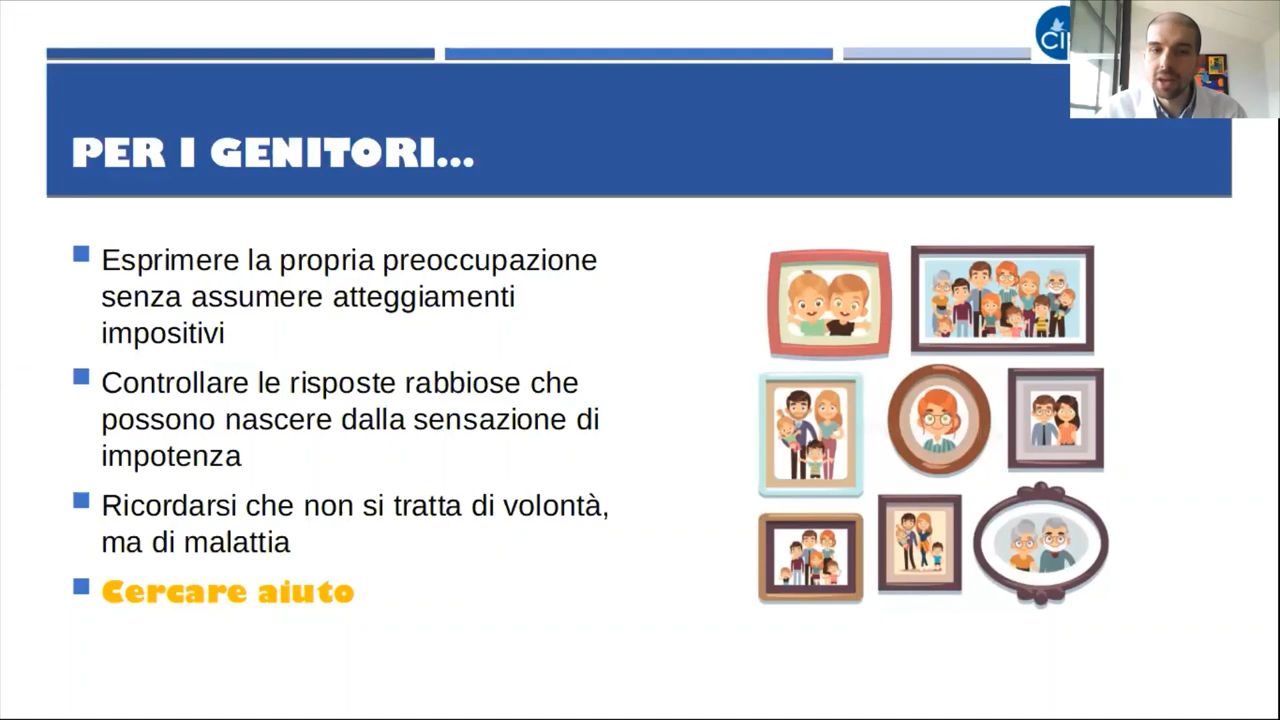 PER I GENITORI...
Esprimere la propria preoccupazione
senza assumere atteggiamenti
impositivi
Controllare le risposte rabbiose che
possono nascere dalla sensazione di
impotenza
Ricordarsi che non si tratta di volontà,
ma di malattia
Cercare aiuto